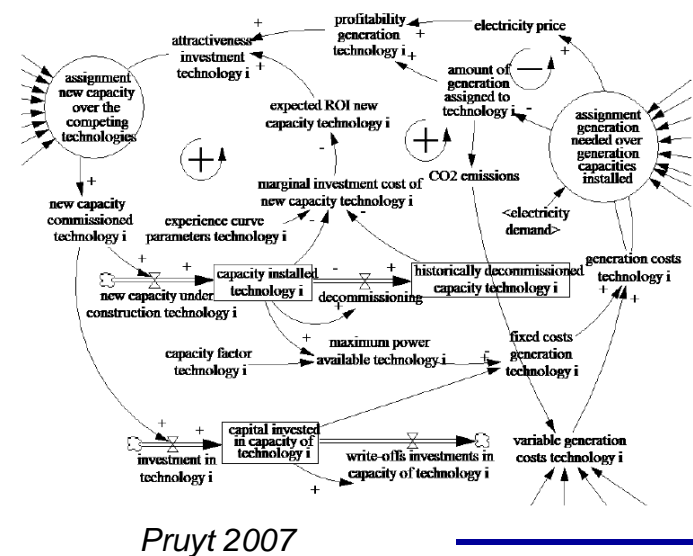 profitability
generation
technology i
electricity price
attractiveness
investment
technology i
assignment
new capacity
over the
competing
technologies
amount of
generation
assigned to
technology i
assignment
generation
needed over
generation
capacities
installed
expected ROI new
capacity technology i
CO2 emissions
marginal investment cost of
new capacity technology i
new capacity
commissioned
technology i
experience curve
parameters technology i
<electricity
demand>
generation costs
technology i
capacity installed
technology i
historically decommissioned
capacity technology i
new capacity under
construction technology i
decommissioning
capacity factor
technology i
maximum power
available technology i
fixed costs
generation
technology i
capital invested
in capacity of
technology i
investment in
technology i
write-offs investments in
capacity of technology i
variable generation
costs technology i
Pruyt 2007